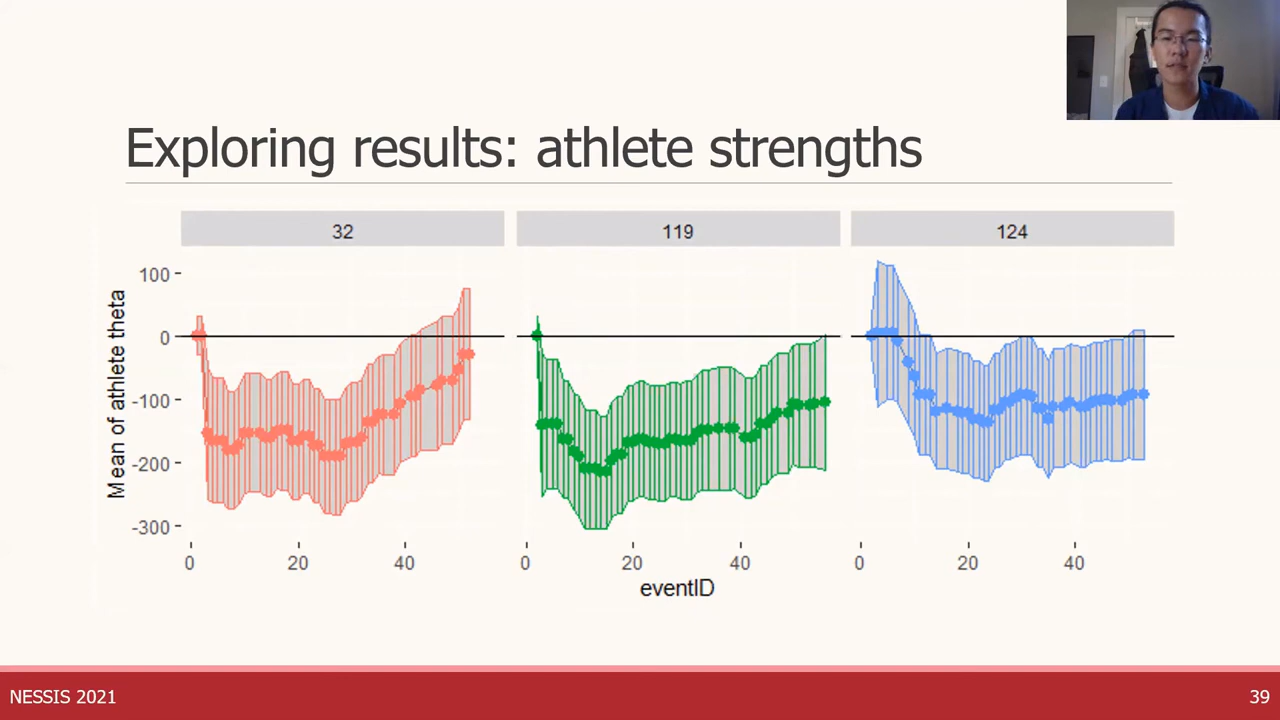 Exploring results: athlete strengths
32 119 124
Mean of athlete theta
100
0
-100
-200
-300
0 20 40 0 20 40 0 20 40
eventID
NESSIS 2021 39